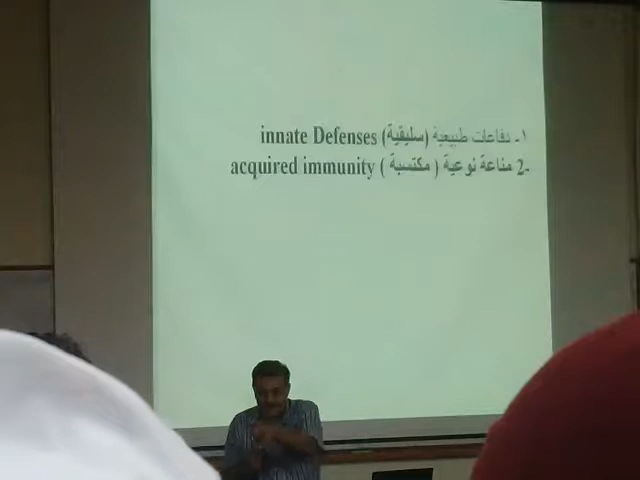 ١- دفاعات طبيعية (سليقية) innate Defenses
2- مناعة نوعية ( مكتسبة ) acquired immunity